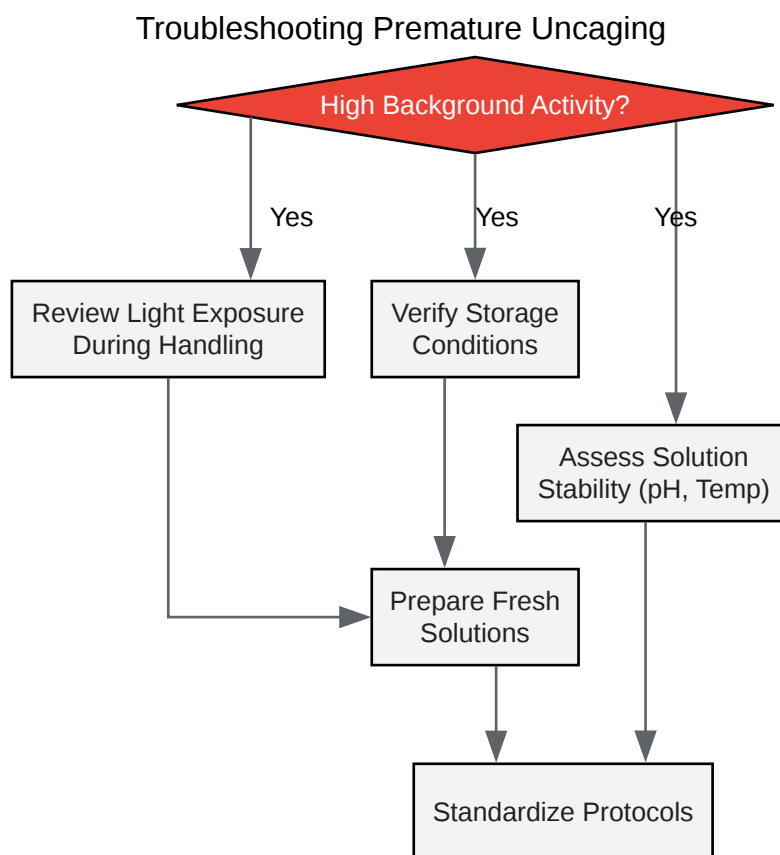 Troubleshooting Premature Uncaging
High Background Activity?
Yes
Yes
Yes
Review Light Exposure
During Handling
Verify Storage
Conditions
Assess Solution
Stability (pH, Temp)
Prepare Fresh
Solutions
Standardize Protocols